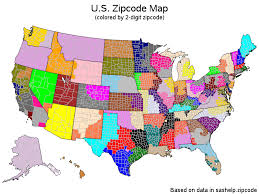 U.S. Zipcode Map
(colored by 2-digit zipcode)
Based on data in sashelp.zipcode